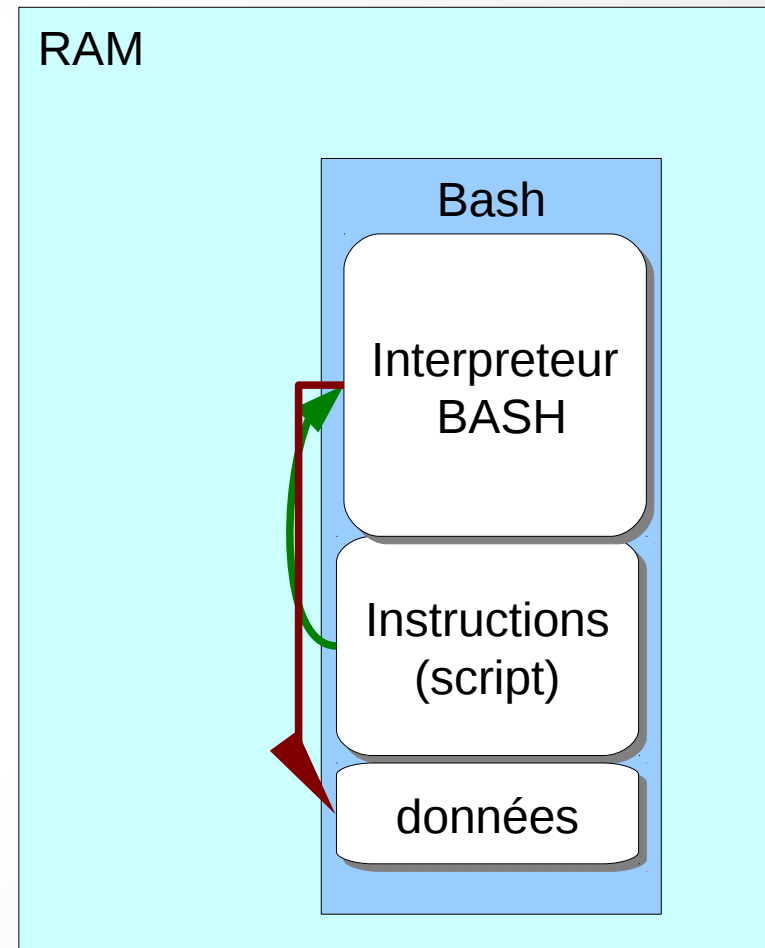 RAM
Bash
Interpreteur
BASH
Instructions
(script)
données